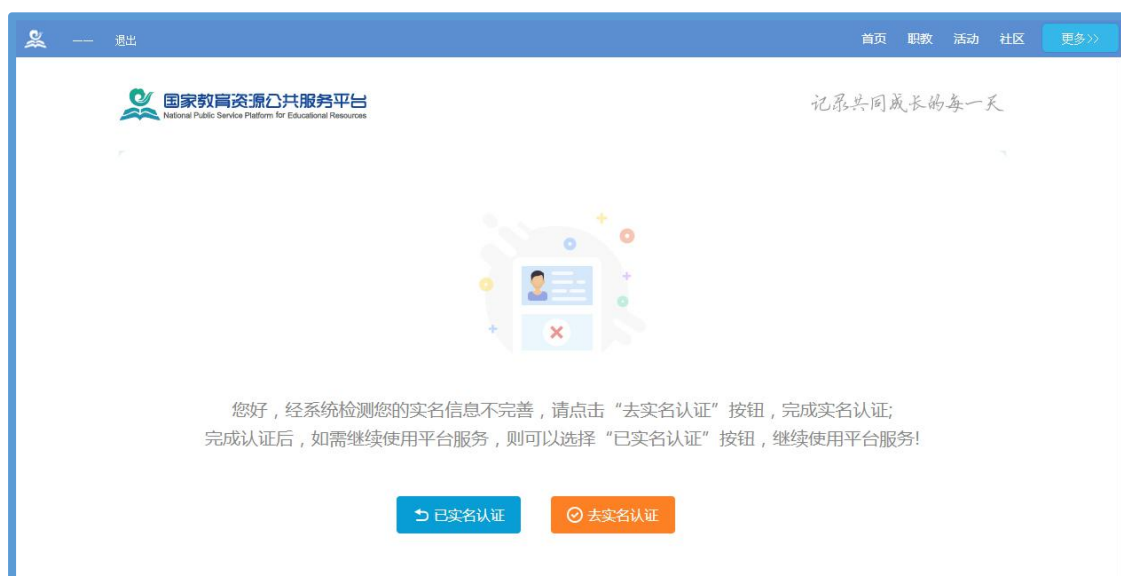 —— 退出 首页 职教 活动 社区 更多>>
国家教育资源公共服务平台
National Public Service Platform for Educational Resources
记录共同成长的每一天
您好，经系统检测您的实名信息不完善，请点击“去实名认证”按钮，完成实名认证;
完成认证后，如需继续使用平台服务，则可以选择“已实名认证”按钮，继续使用平台服务!
已实名认证 去实名认证